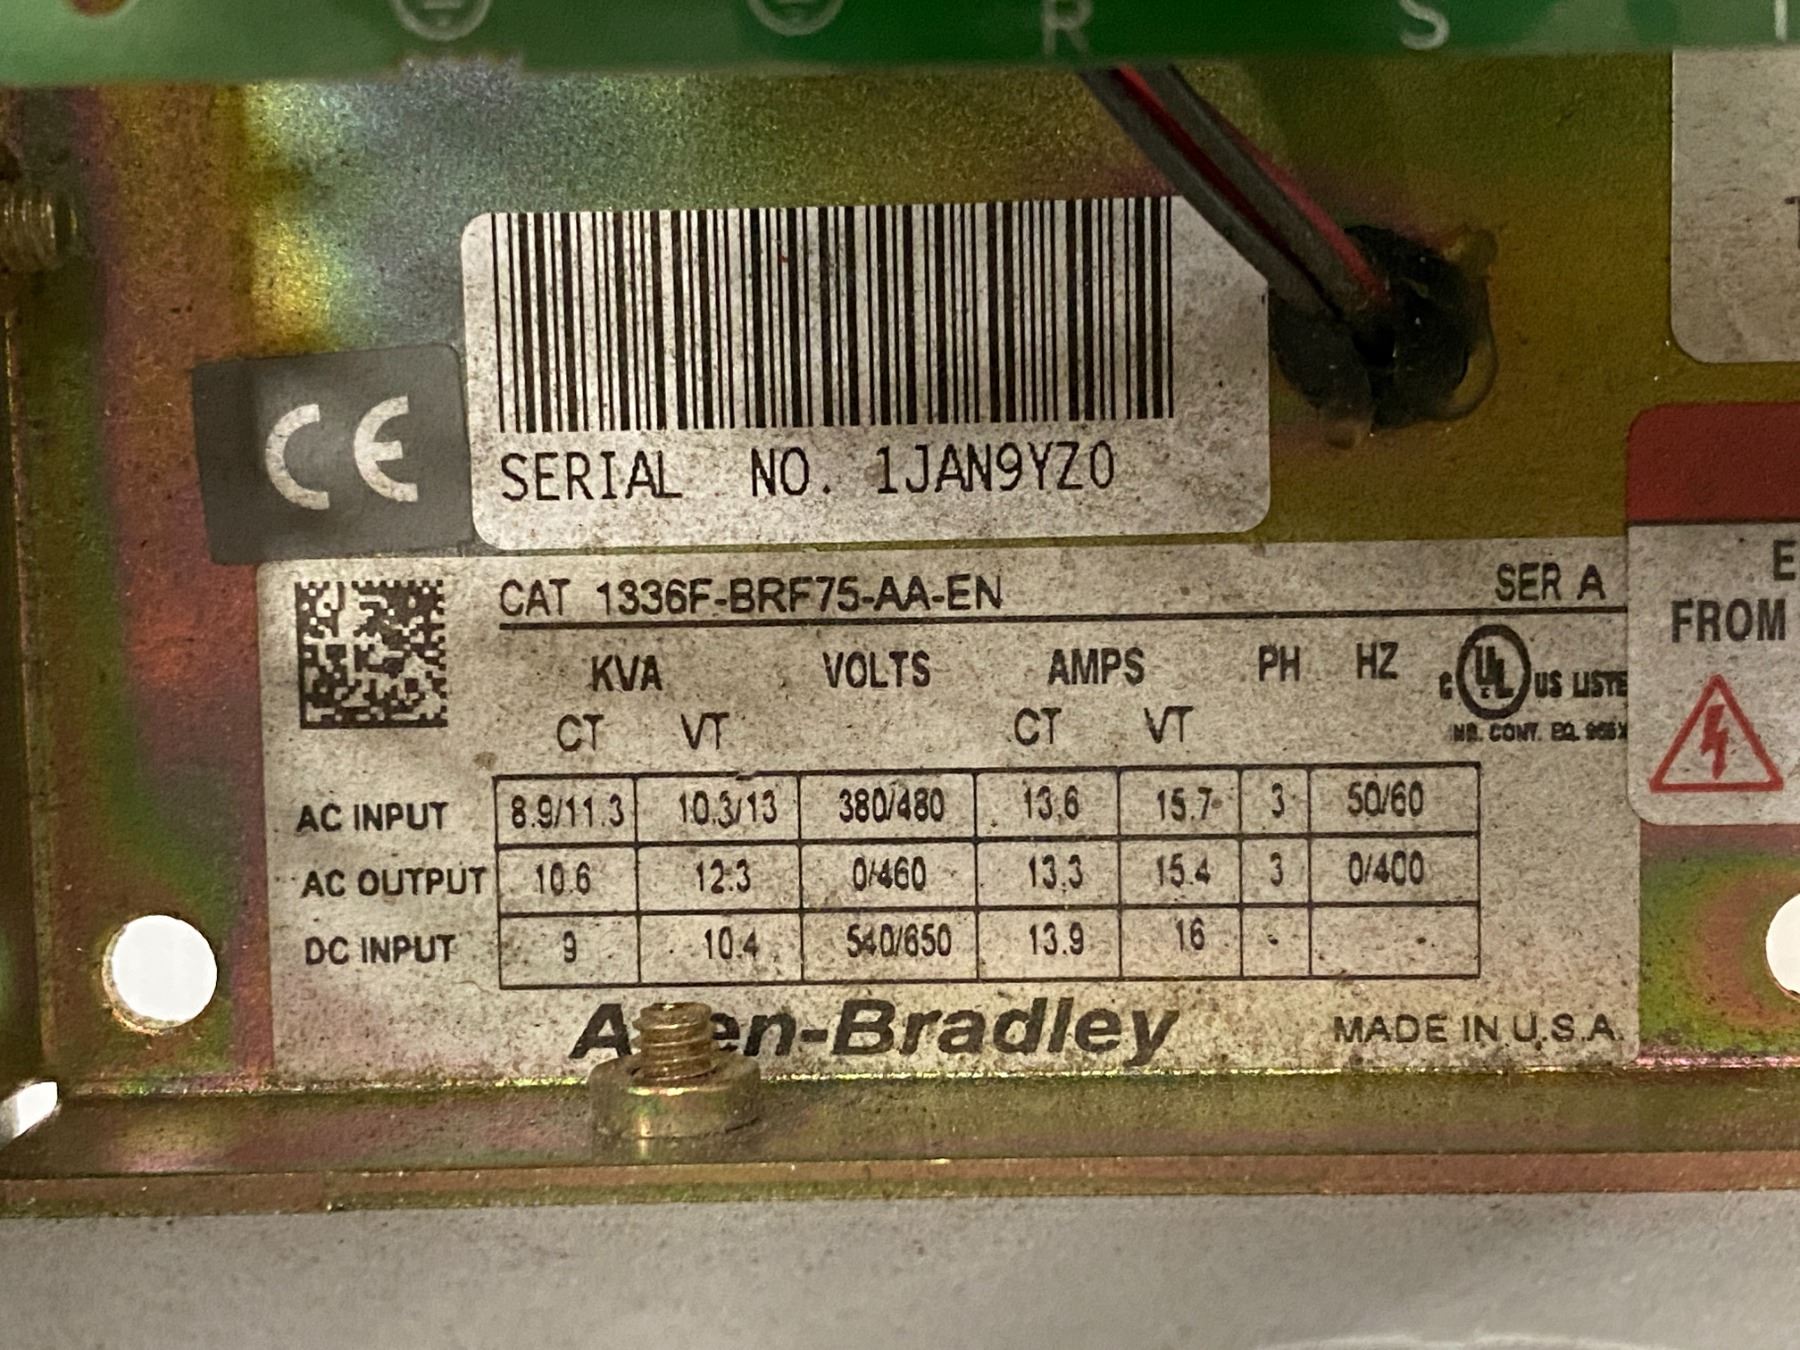 R S
CE
SERIAL NO. 1JAN9YZ0
CAT 1336F-BRF75-AA-EN SER A
KVA VOLTS AMPS PH HZ
CT VT CT VT
C UL US LISTE
AC INPUT 8.9/11.3 10.3/13 380/480 13.6 15.7 3 50/60
AC OUTPUT 10.6 12.3 0/460 13.3 15.4 3 0/400
DC INPUT 9 10.4 540/650 13.9 16 - -
Allen-Bradley MADE IN U.S.A.
E
FROM